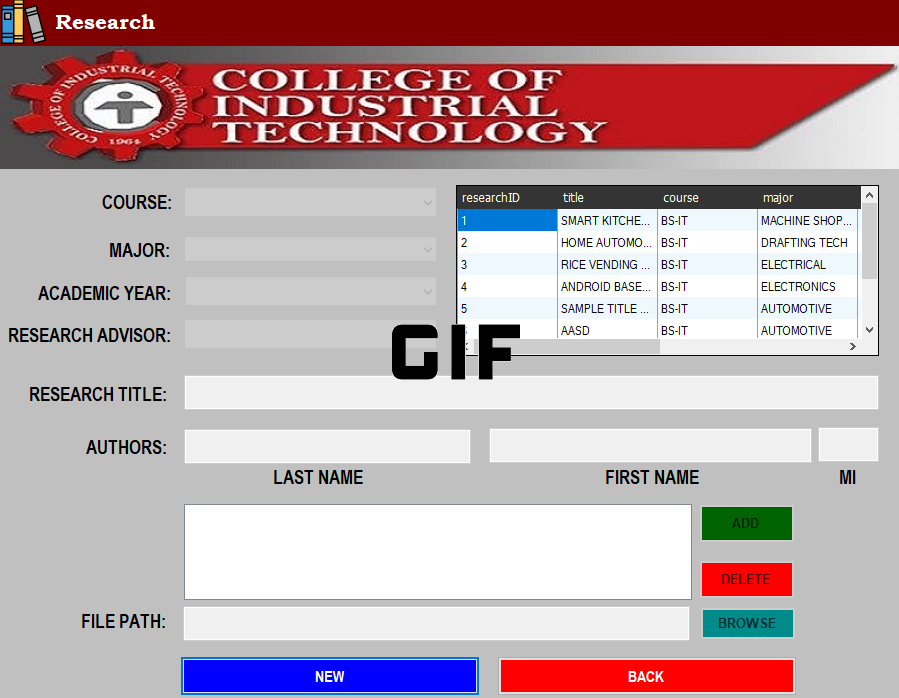 Research
COLLEGE OF INDUSTRIAL TECHNOLOGY
1964
COLLEGE OF
INDUSTRIAL
TECHNOLOGY
COURSE:
MAJOR:
ACADEMIC YEAR:
RESEARCH ADVISOR:
researchID title course major
1 SMART KITCHE... BS-IT MACHINE SHOP...
2 HOME AUTOMO... BS-IT DRAFTING TECH
3 RICE VENDING ... BS-IT ELECTRICAL
4 ANDROID BASE... BS-IT ELECTRONICS
5 SAMPLE TITLE ... BS-IT AUTOMOTIVE
AASD BS-IT AUTOMOTIVE
GIF
RESEARCH TITLE:
AUTHORS:
LAST NAME FIRST NAME MI
ADD
DELETE
FILE PATH:
BROWSE
NEW BACK